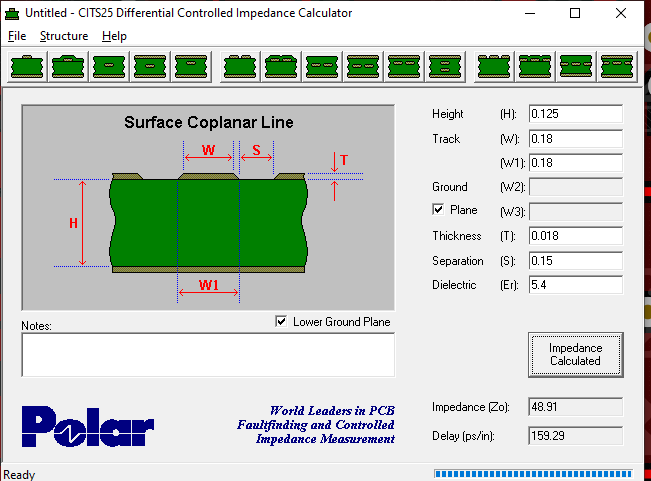 Untitled - CITS25 Differential Controlled Impedance Calculator
File Structure Help
Surface Coplanar Line
W
S
T
H
W1
Lower Ground Plane
Notes:
Polar
World Leaders in PCB
Faultfinding and Controlled
Impedance Measurement
Height (H): 0.125
Track (W): 0.18
(W1): 0.18
Ground (W2):
Plane (W3):
Thickness (T): 0.018
Separation (S): 0.15
Dielectric (Er): 5.4
Impedance
Calculated
Impedance (Zo): 48.91
Delay (ps/in): 159.29
Ready